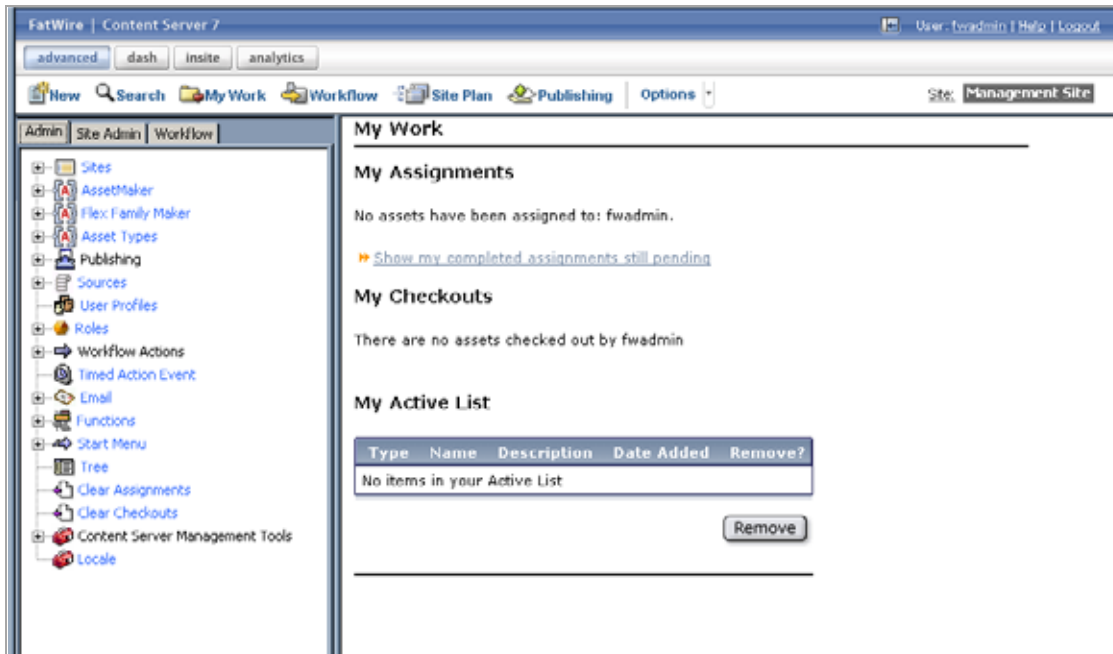 FatWire | Content Server 7
User: fwadmin | Help | Logout
advanced dash insite analytics
New Search My Work Workflow Site Plan Publishing Options Site: Management Site
Admin Site Admin Workflow
Sites
AssetMaker
Flex Family Maker
Asset Types
Publishing
Sources
User Profiles
Roles
Workflow Actions
Timed Action Event
Email
Functions
Start Menu
Tree
Clear Assignments
Clear Checkouts
Content Server Management Tools
Locale
My Work
My Assignments
No assets have been assigned to: fwadmin.
Show my completed assignments still pending
My Checkouts
There are no assets checked out by fwadmin
My Active List
Type Name Description Date Added Remove?
No items in your Active List
Remove